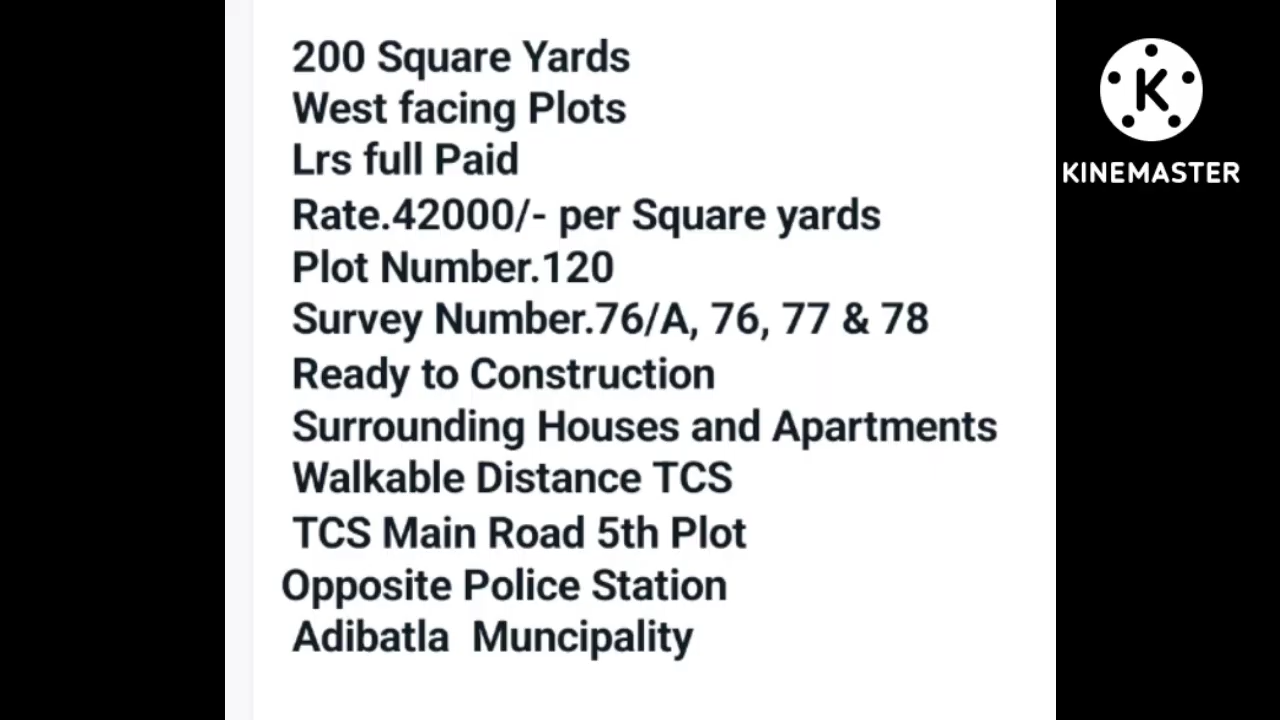 200 Square Yards
West facing Plots
Lrs full Paid
Rate.42000/- per Square yards
Plot Number.120
Survey Number.76/A, 76, 77 & 78
Ready to Construction
Surrounding Houses and Apartments
Walkable Distance TCS
TCS Main Road 5th Plot
Opposite Police Station
Adibatla Muncipality
K
KINEMASTER